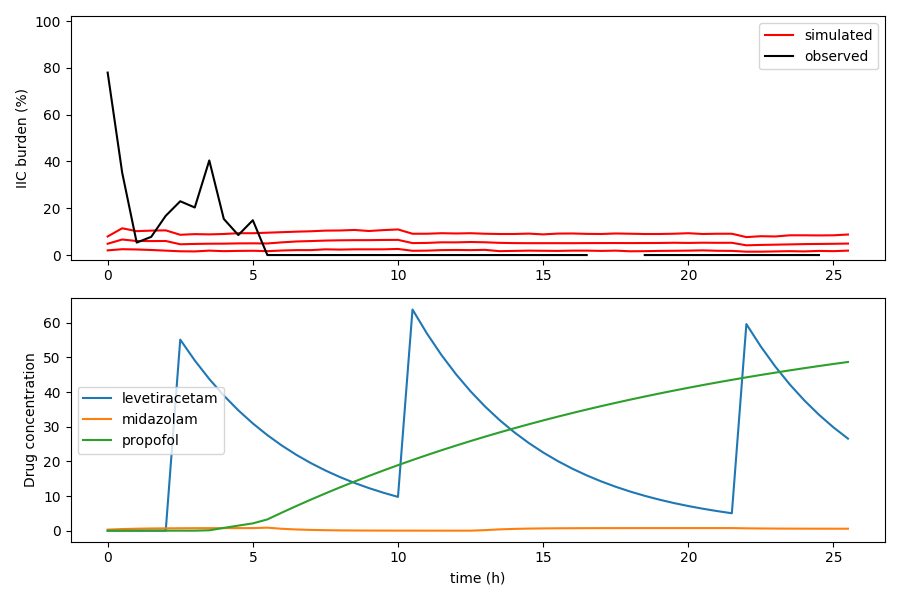 IIC burden (%)
100
80
60
40
20
0
simulated
observed
0 5 10 15 20 25
Drug concentration
60
50
40
30
20
10
0
levetiracetam
midazolam
propofol
0 5 10 15 20 25
time (h)